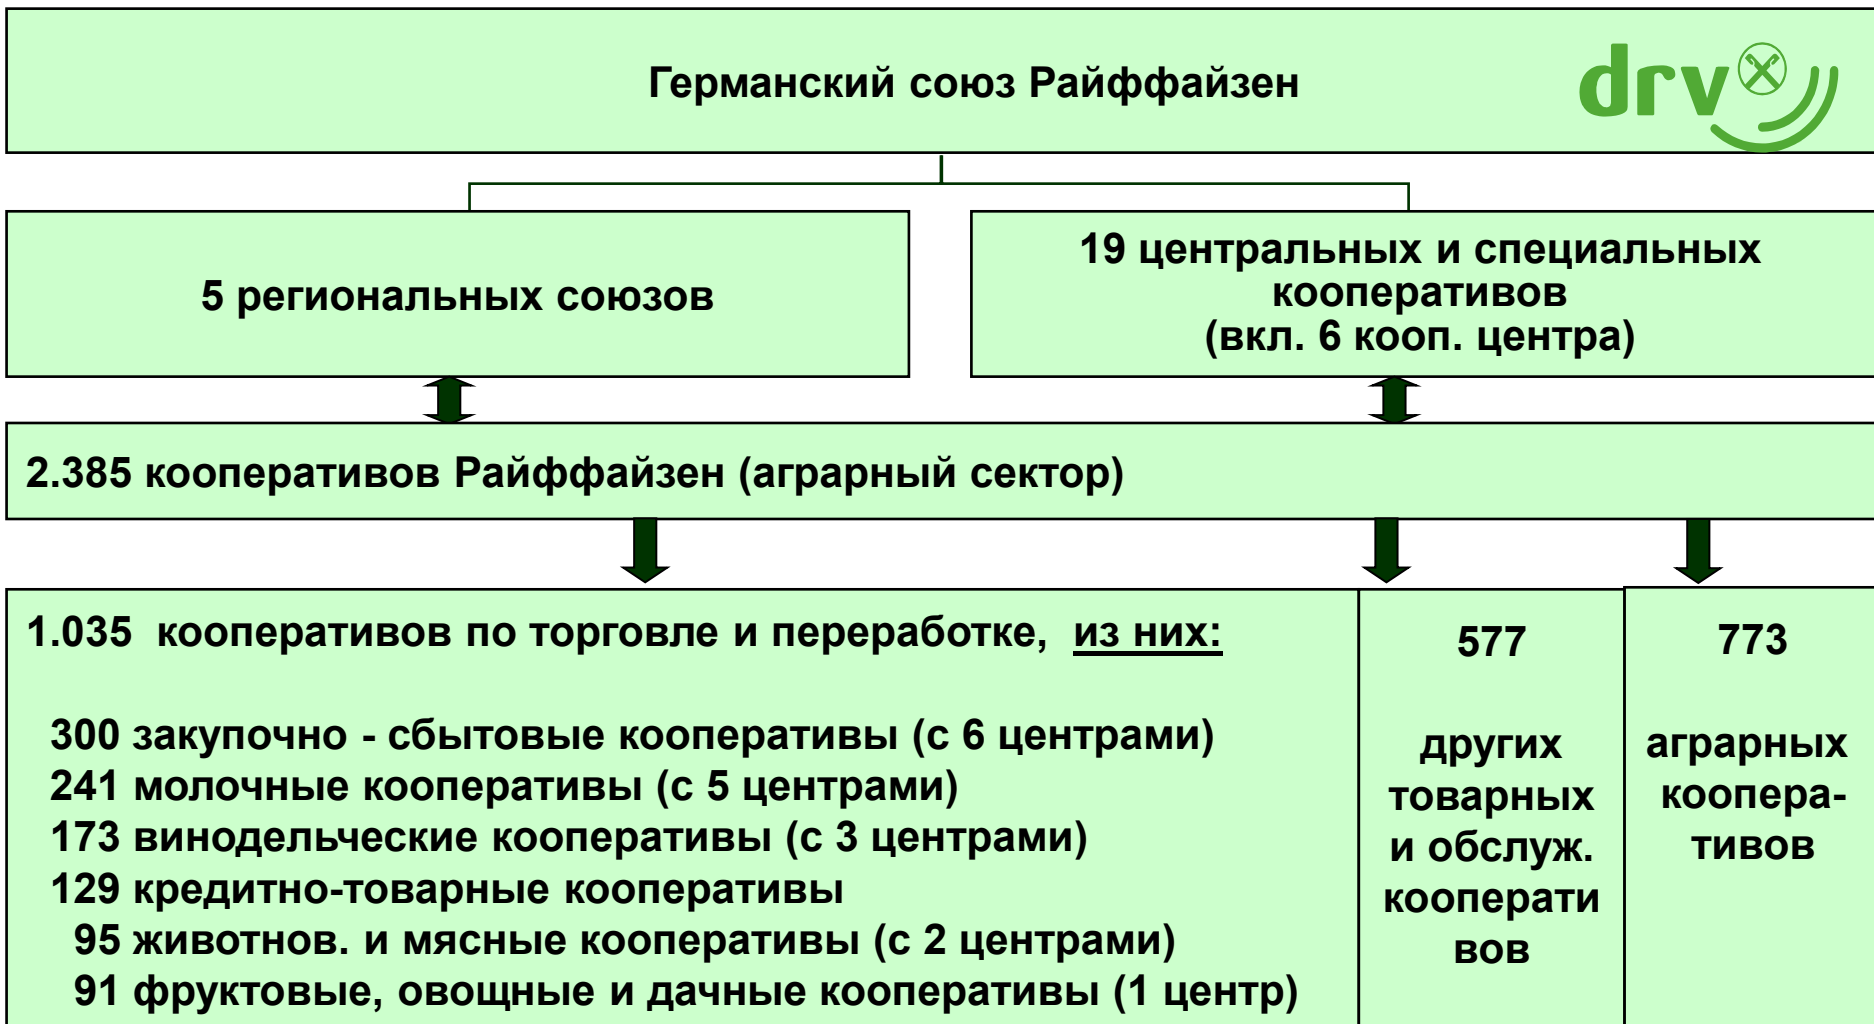 Германский союз Райффайзен
drv
5 региональных союзов
19 центральных и специальных
кооперативов
(вкл. 6 кооп. центра)
2.385 кооперативов Райффайзен (аграрный сектор)
1.035 кооперативов по торговле и переработке, из них:
300 закупочно - сбытовые кооперативы (с 6 центрами)
241 молочные кооперативы (с 5 центрами)
173 винодельческие кооперативы (с 3 центрами)
129 кредитно-товарные кооперативы
95 животнов. и мясные кооперативы (с 2 центрами)
91 фруктовые, овощные и дачные кооперативы (1 центр)
577
других
товарных
и обслуж.
кооперати
вов
773
аграрных
коопера-
тивов